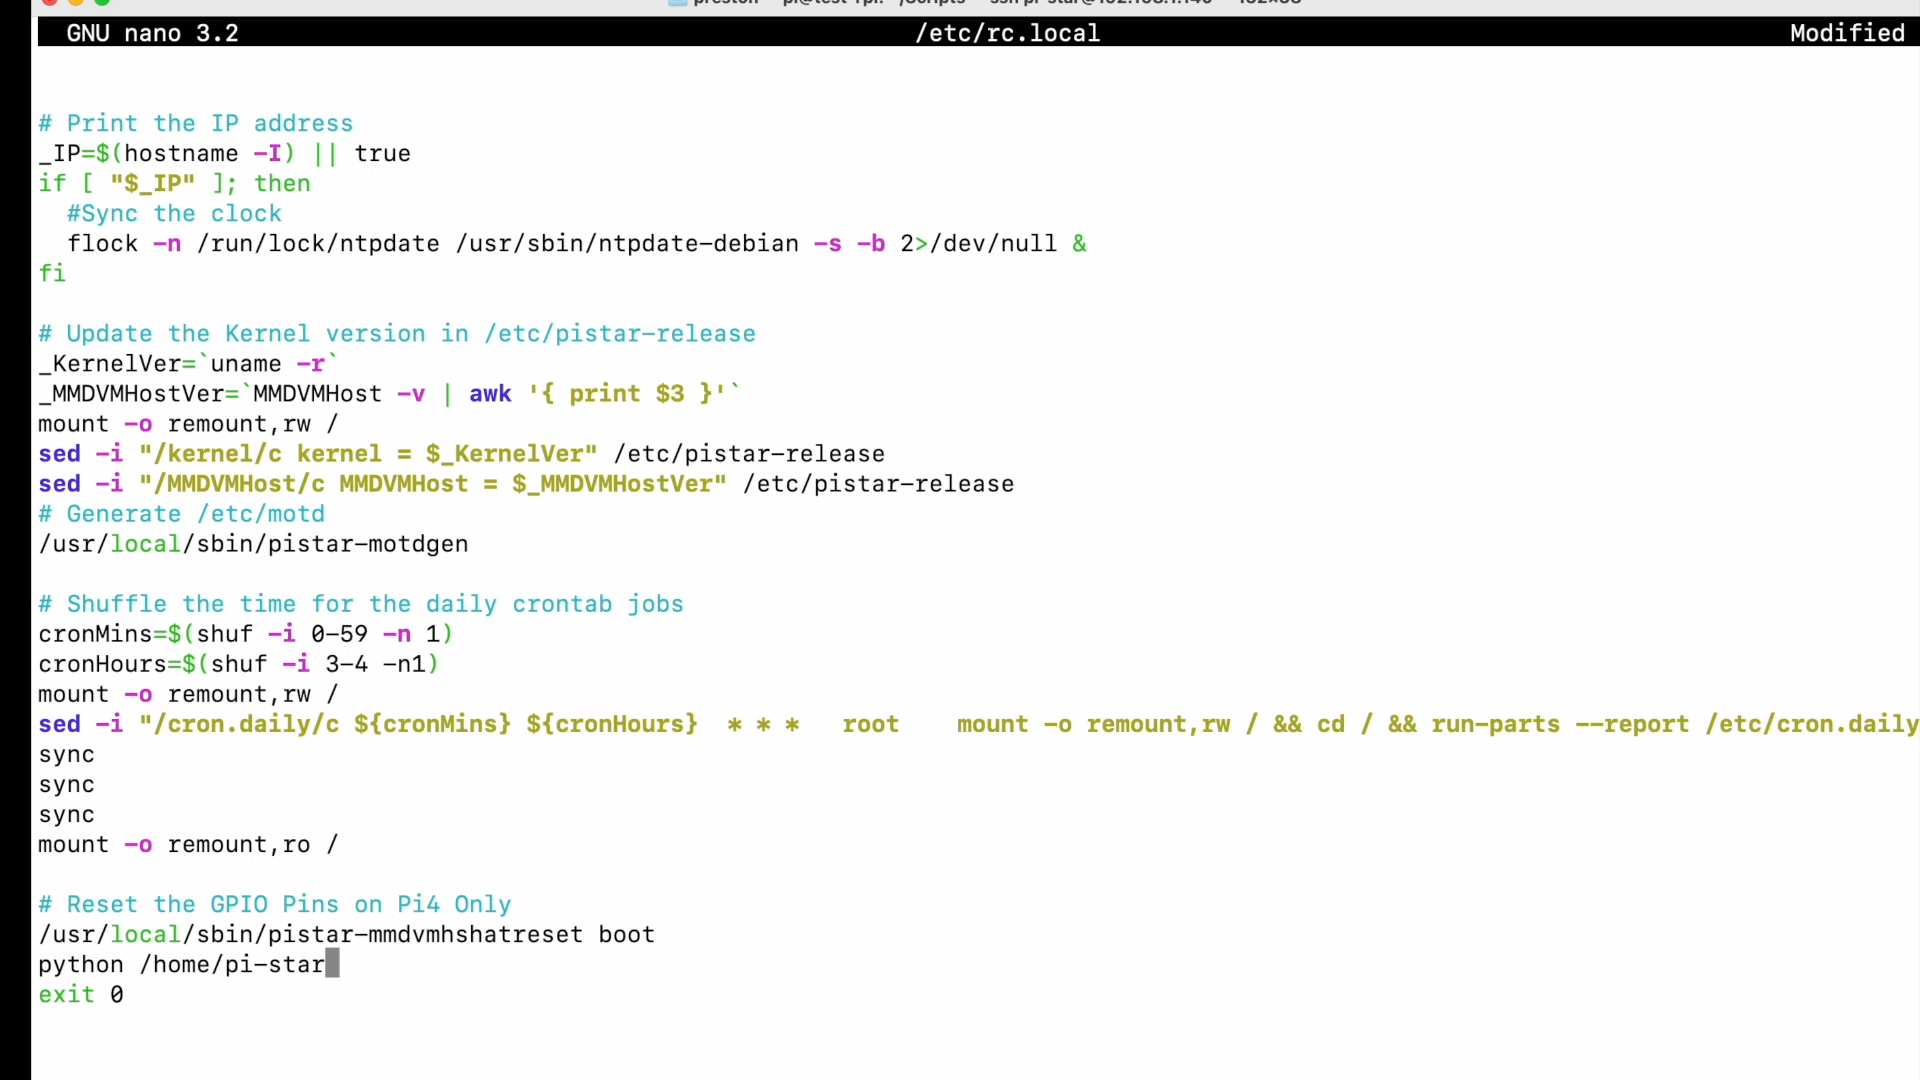 GNU nano 3.2 /etc/rc.local Modified
# Print the IP address
_IP=$(hostname -I) || true
if [ "$_IP" ]; then
  #Sync the clock
  flock -n /run/lock/ntpdate /usr/sbin/ntpdate-debian -s -b 2>/dev/null &
fi
# Update the Kernel version in /etc/pistar-release
_KernelVer=`uname -r`
_MMDVMHostVer=`MMDVMHost -v | awk '{ print $3 }'`
mount -o remount,rw /
sed -i "/kernel/c kernel = $_KernelVer" /etc/pistar-release
sed -i "/MMDVMHost/c MMDVMHost = $_MMDVMHostVer" /etc/pistar-release
# Generate /etc/motd
/usr/local/sbin/pistar-motdgen
# Shuffle the time for the daily crontab jobs
cronMins=$(shuf -i 0-59 -n 1)
cronHours=$(shuf -i 3-4 -n1)
mount -o remount,rw /
sed -i "/cron.daily/c ${cronMins} ${cronHours}  * * *   root    mount -o remount,rw / && cd / && run-parts --report /etc/cron.daily
sync
sync
sync
mount -o remount,ro /
# Reset the GPIO Pins on Pi4 Only
/usr/local/sbin/pistar-mmdvmhshatreset boot
python /home/pi-star
exit 0